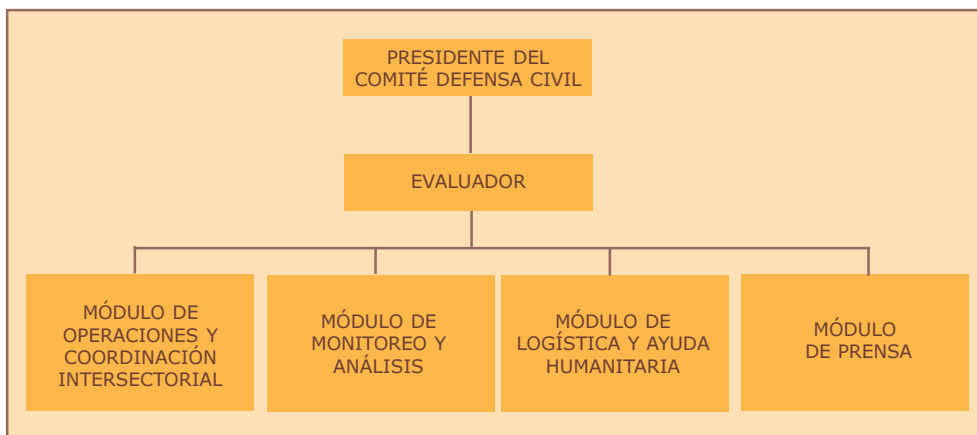 PRESIDENTE DEL
COMITÉ DEFENSA CIVIL
EVALUADOR
MÓDULO DE
OPERACIONES Y
COORDINACIÓN
INTERSECTORIAL
MÓDULO DE
MONITOREO Y
ANÁLISIS
MÓDULO DE
LOGÍSTICA Y AYUDA
HUMANITARIA
MÓDULO
DE PRENSA